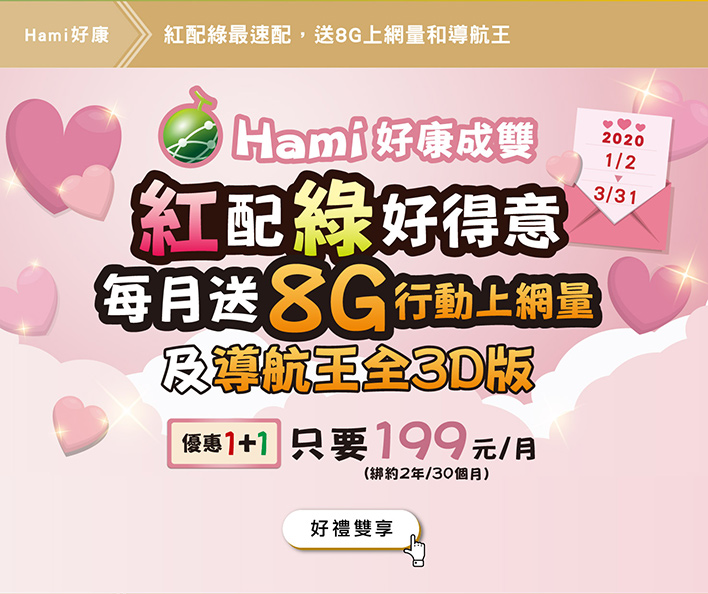 Hami好康
紅配綠最速配，送8G上網量和導航王
Hami 好康成雙
2020
1/2
3/31
紅配綠好得意
每月送8G行動上網量
及導航王全3D版
優惠1+1 只要199元/月
(綁約2年/30個月)
好禮雙享